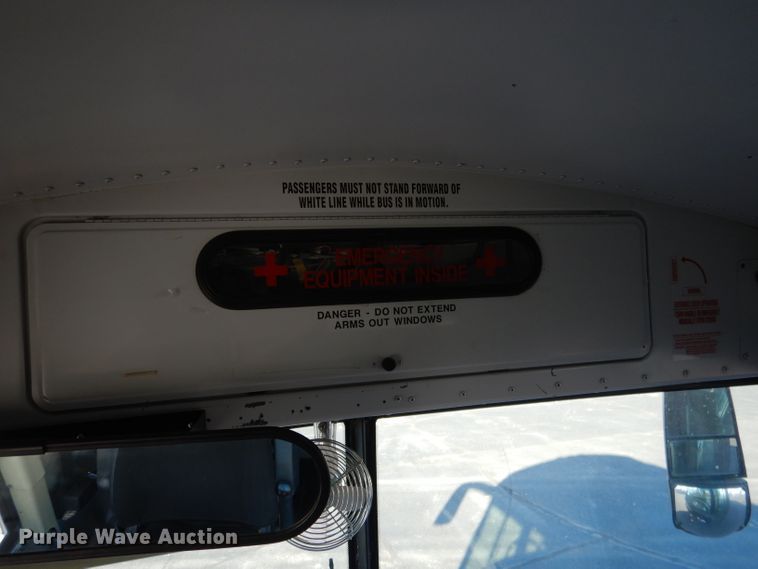 PASSENGERS MUST NOT STAND FORWARD OF
WHITE LINE WHILE BUS IS IN MOTION.
EMERGENCY
EQUIPMENT INSIDE
DANGER - DO NOT EXTEND
ARMS OUT WINDOWS
Purple Wave Auction